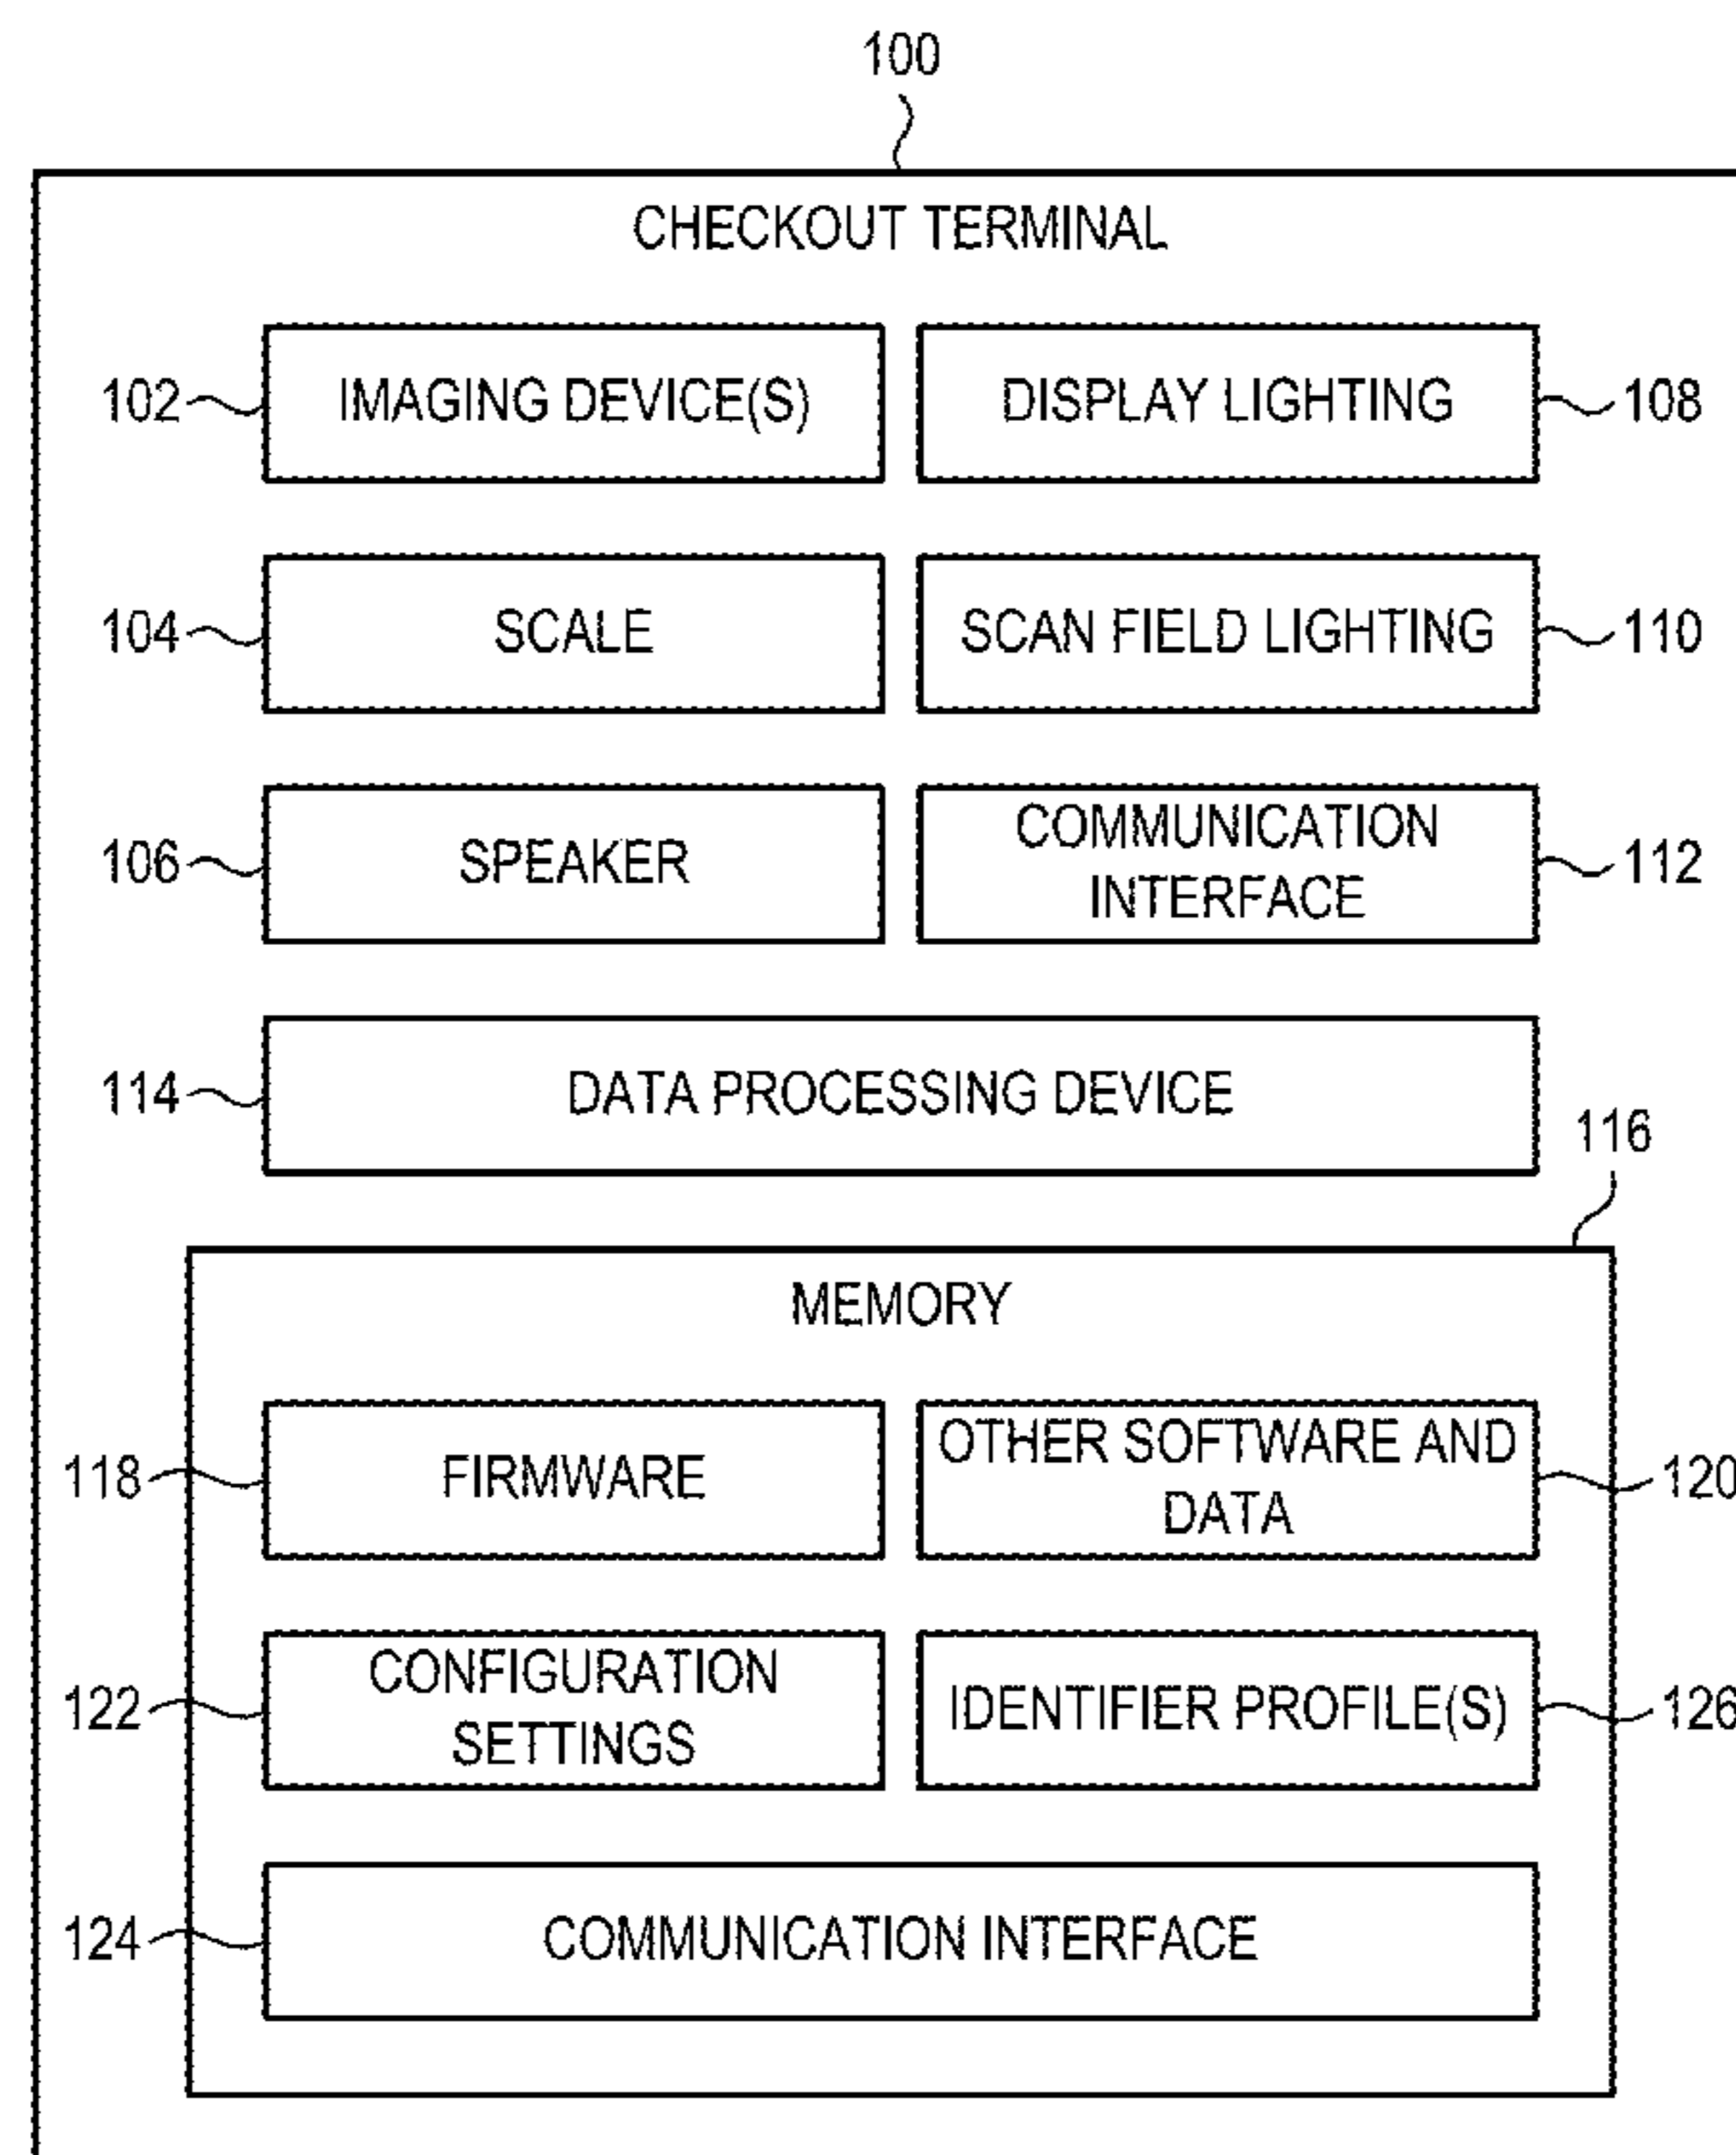 100
CHECKOUT TERMINAL
102 IMAGING DEVICE(S) DISPLAY LIGHTING 108
104 SCALE SCAN FIELD LIGHTING 110
106 SPEAKER COMMUNICATION
INTERFACE 112
114 DATA PROCESSING DEVICE
116
MEMORY
118 FIRMWARE OTHER SOFTWARE AND
DATA 120
122 CONFIGURATION
SETTINGS IDENTIFIER PROFILE(S) 126
124 COMMUNICATION INTERFACE